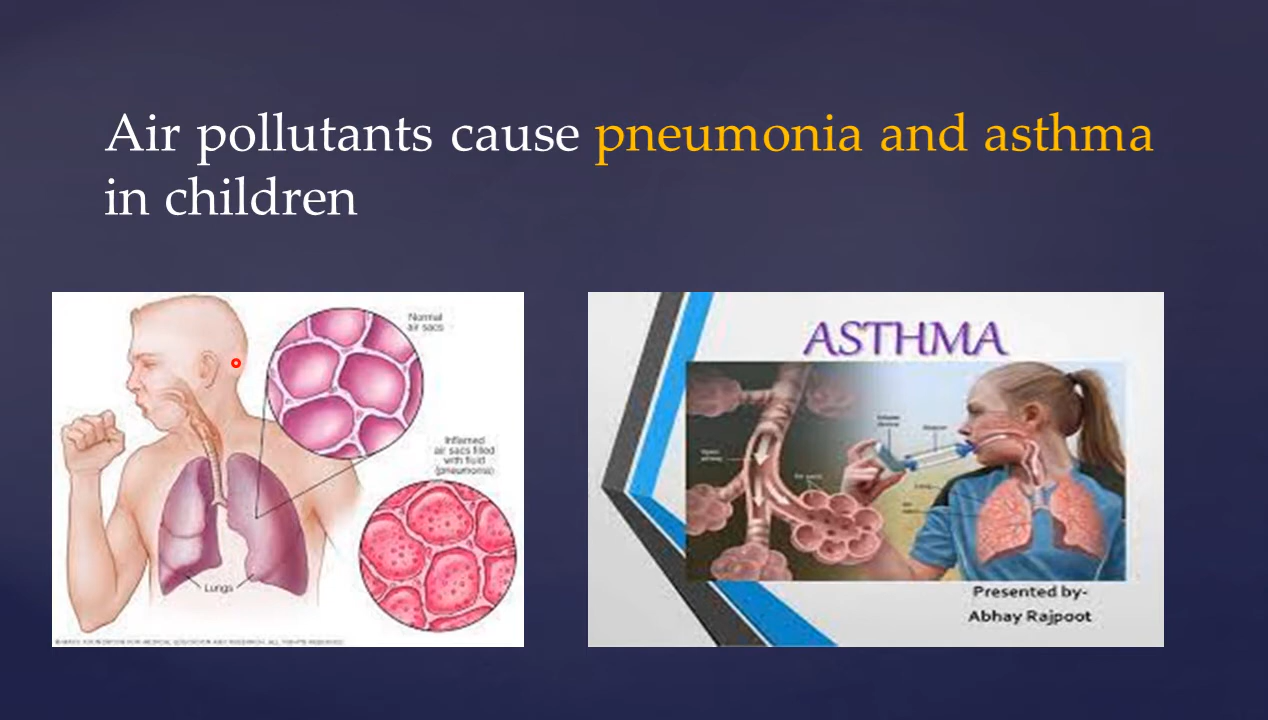 Air pollutants cause pneumonia and asthma
in children
Normal
air sacs
Inflamed
air sacs filled
with fluid
(pneumonia)
Lungs
ASTHMA
Presented by-
Abhay Rajpoot